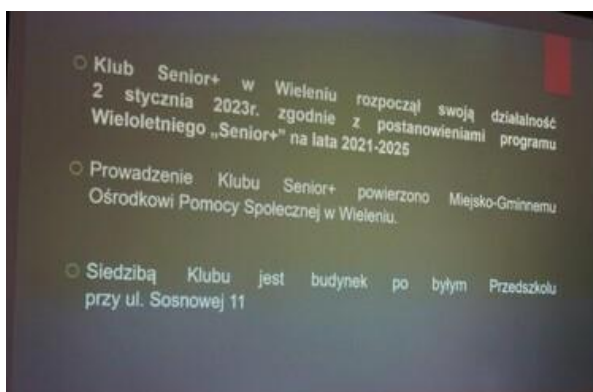 Klub Senior+ w Wieleniu rozpoczął swoją działalność
2 stycznia 2023r. zgodnie z postanowieniami programu
Wieloletniego „Senior+” na lata 2021-2025
Prowadzenie Klubu Senior+ powierzono Miejsko-Gminnemu
Ośrodkowi Pomocy Społecznej w Wieleniu.
Siedzibą Klubu jest budynek po byłym Przedszkolu
przy ul. Sosnowej 11